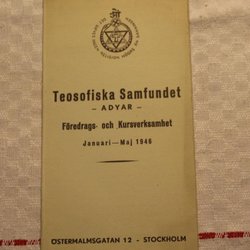 Teosofiska Samfundet
– ADYAR –
Föredrags- och Kursverksamhet
Januari—Maj 1946
ÖSTERMALMSGATAN 12 - STOCKHOLM